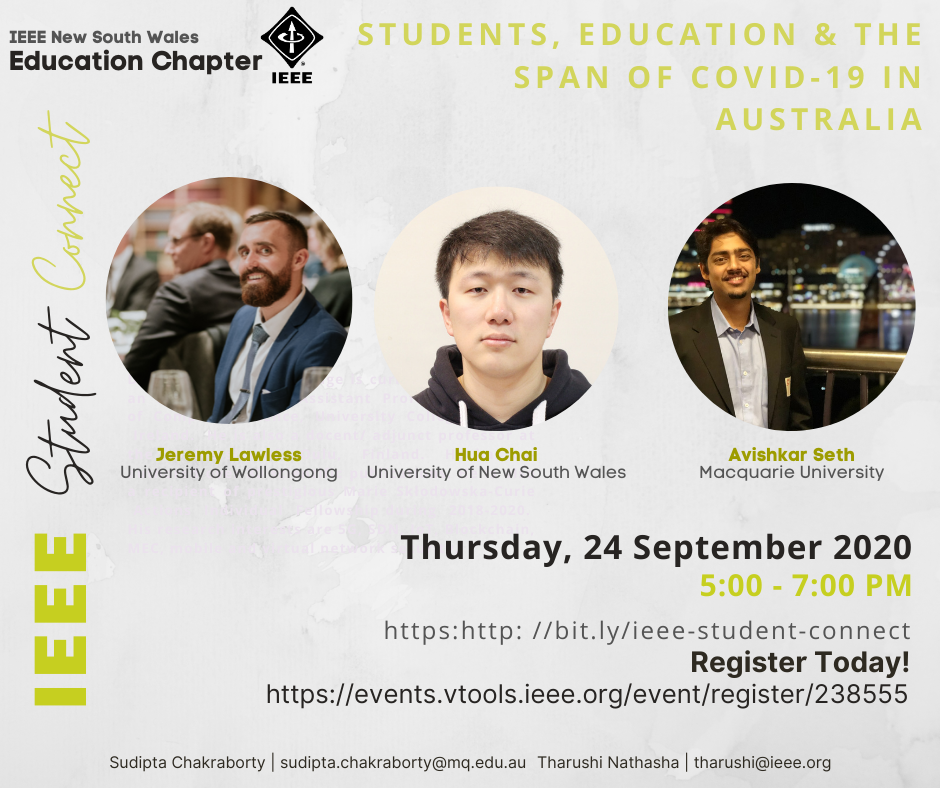 IEEE New South Wales
Education Chapter
IEEE
STUDENTS, EDUCATION & THE
SPAN OF COVID-19 IN
AUSTRALIA
IEEE Student Connect
Jeremy Lawless
University of Wollongong
Hua Chai
University of New South Wales
Avishkar Seth
Macquarie University
Thursday, 24 September 2020
5:00 - 7:00 PM
https:http: //bit.ly/ieee-student-connect
Register Today!
https://events.vtools.ieee.org/event/register/238555
Sudipta Chakraborty | sudipta.chakraborty@mq.edu.au Tharushi Nathasha | tharushi@ieee.org